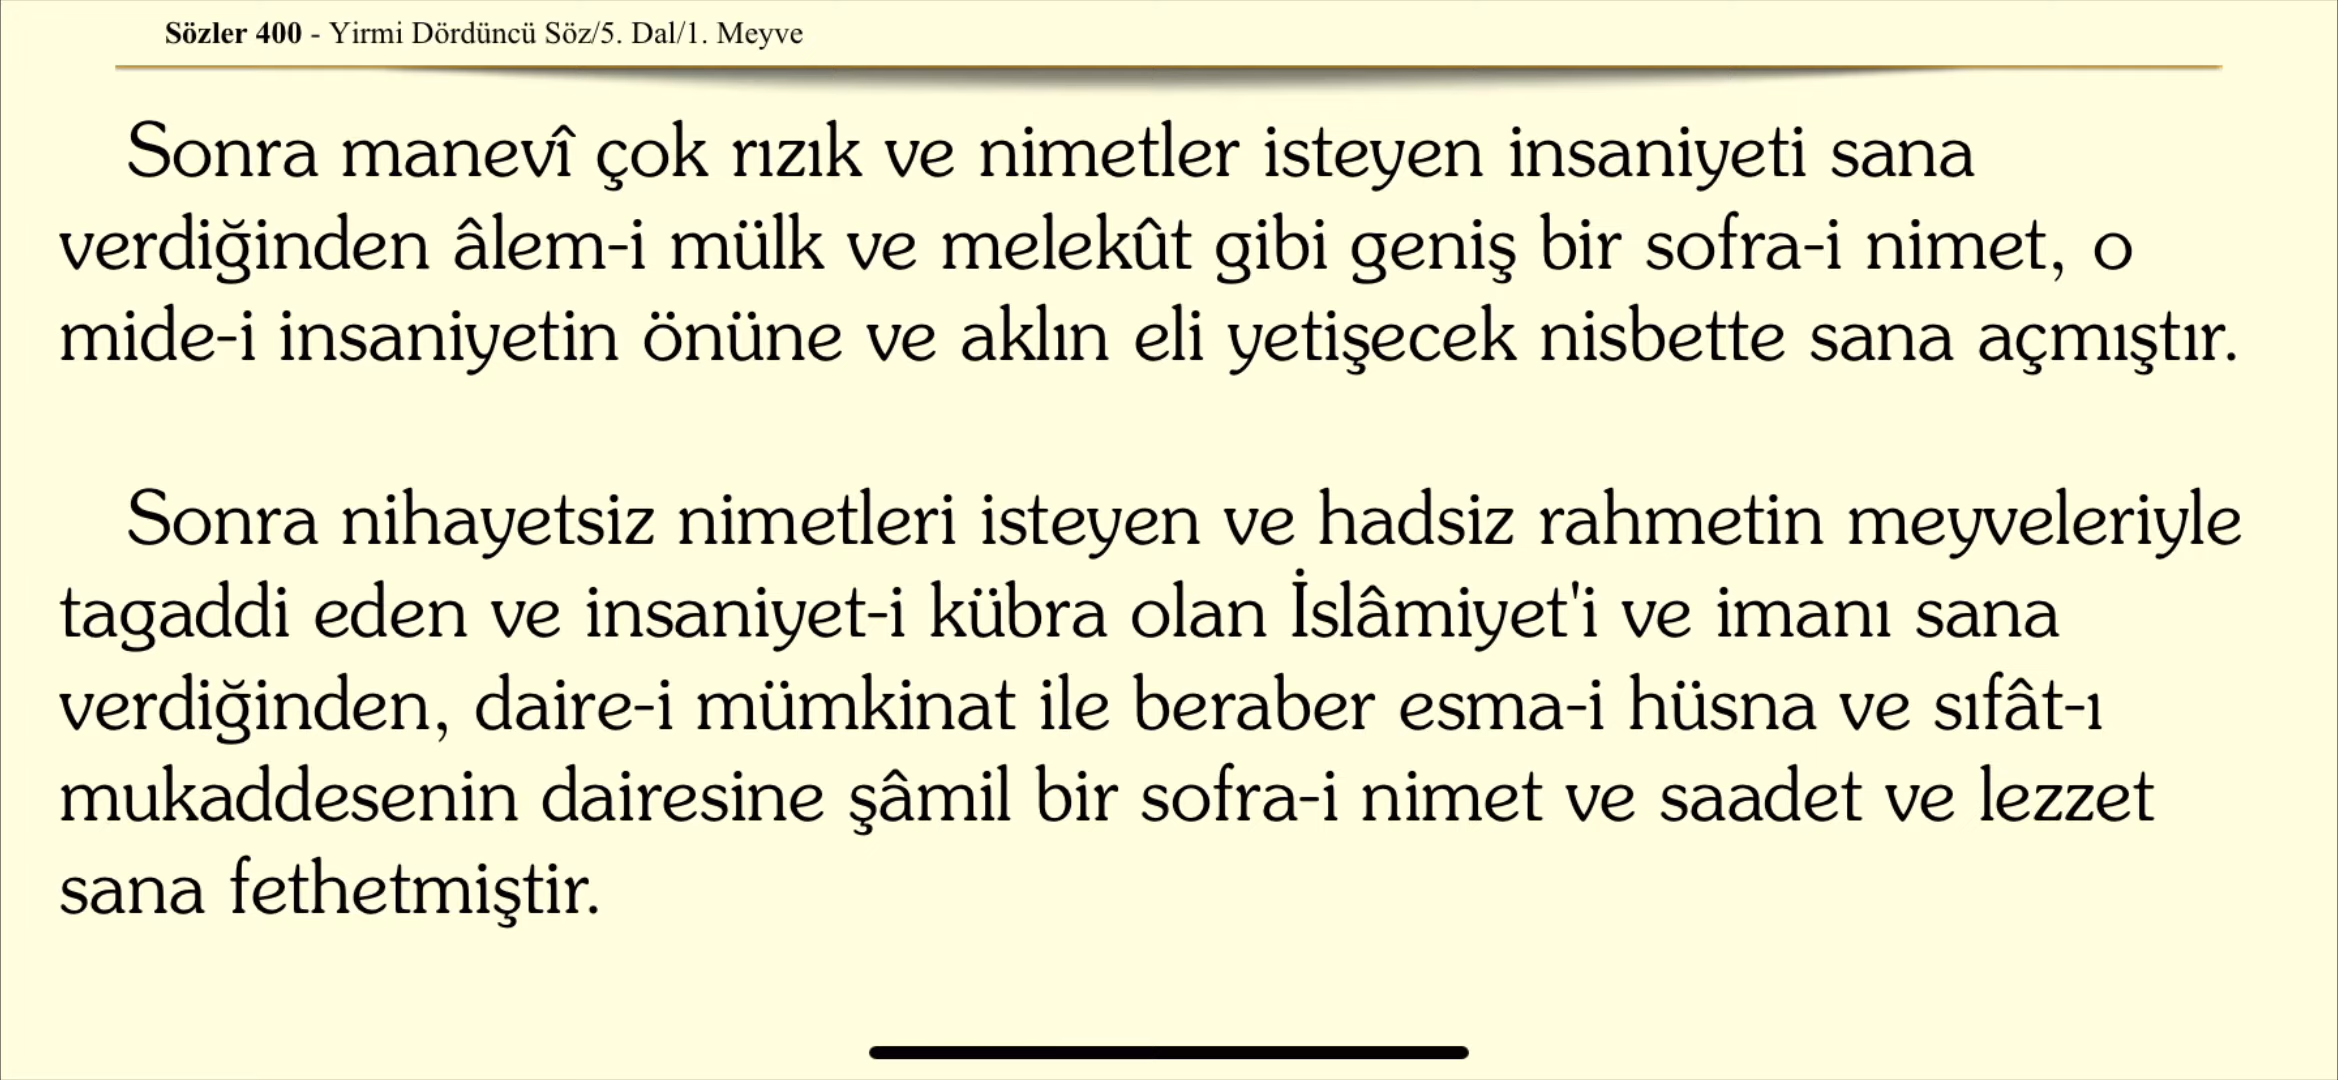 Sözler 400 - Yirmi Dördüncü Söz/5. Dal/1. Meyve
Sonra manevî çok rızık ve nimetler isteyen insaniyeti sana
verdiğinden âlem-i mülk ve melekût gibi geniş bir sofra-i nimet, o
mide-i insaniyetin önüne ve aklın eli yetişecek nisbette sana açmıştır.
Sonra nihayetsiz nimetleri isteyen ve hadsiz rahmetin meyveleriyle
tagaddi eden ve insaniyet-i kübra olan İslâmiyet'i ve imanı sana
verdiğinden, daire-i mümkinat ile beraber esma-i hüsna ve sıfât-ı
mukaddesenin dairesine şâmil bir sofra-i nimet ve saadet ve lezzet
sana fethetmiştir.